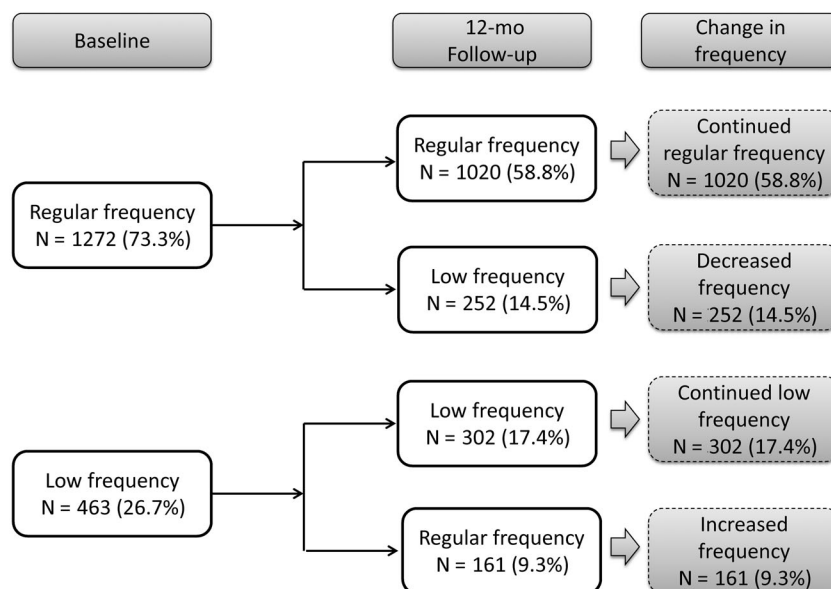 Baseline
12-mo
Follow-up
Change in
frequency
Regular frequency
N = 1272 (73.3%)
Regular frequency
N = 1020 (58.8%)
Continued
regular frequency
N = 1020 (58.8%)
Low frequency
N = 252 (14.5%)
Decreased
frequency
N = 252 (14.5%)
Low frequency
N = 463 (26.7%)
Low frequency
N = 302 (17.4%)
Continued low
frequency
N = 302 (17.4%)
Regular frequency
N = 161 (9.3%)
Increased
frequency
N = 161 (9.3%)